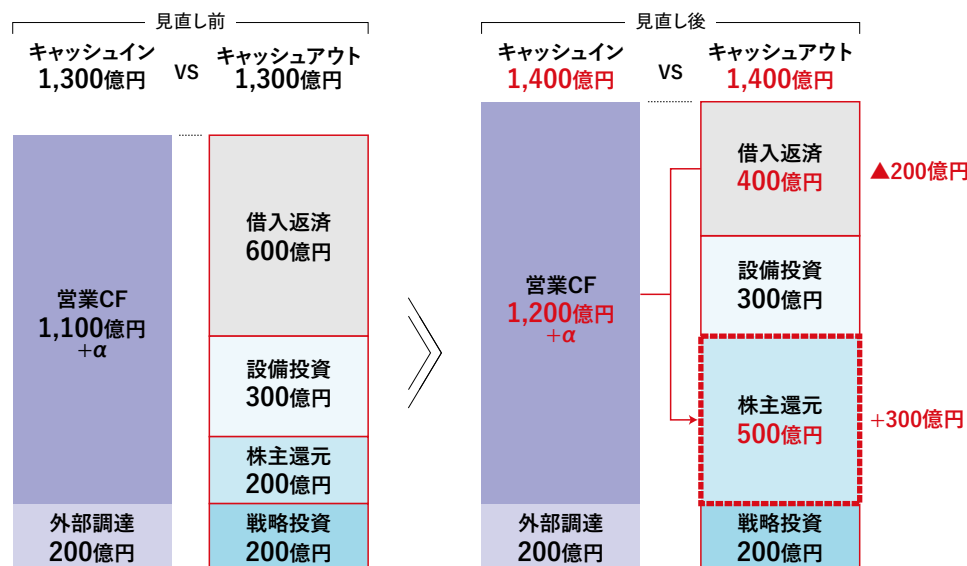 見直し前
キャッシュイン
1,300億円
VS
キャッシュアウト
1,300億円
営業CF
1,100億円
+α
外部調達
200億円
借入返済
600億円
設備投資
300億円
株主還元
200億円
戦略投資
200億円
見直し後
キャッシュイン
1,400億円
VS
キャッシュアウト
1,400億円
営業CF
1,200億円
+α
外部調達
200億円
借入返済
400億円
▲200億円
設備投資
300億円
株主還元
500億円
+300億円
戦略投資
200億円